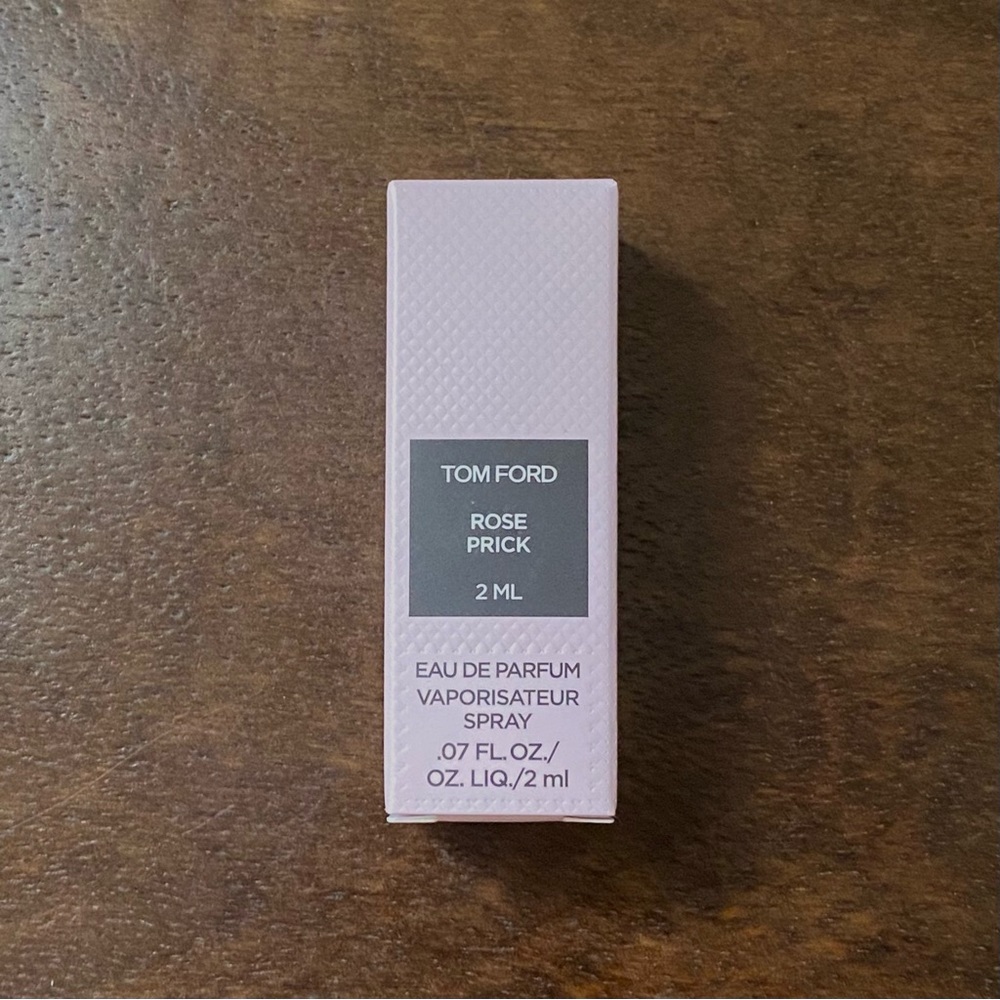 TOM FORD
ROSE
PRICK
2 ML
EAU DE PARFUM
VAPORISATEUR
SPRAY
.07 FL. OZ./
OZ. LIQ./2 ml